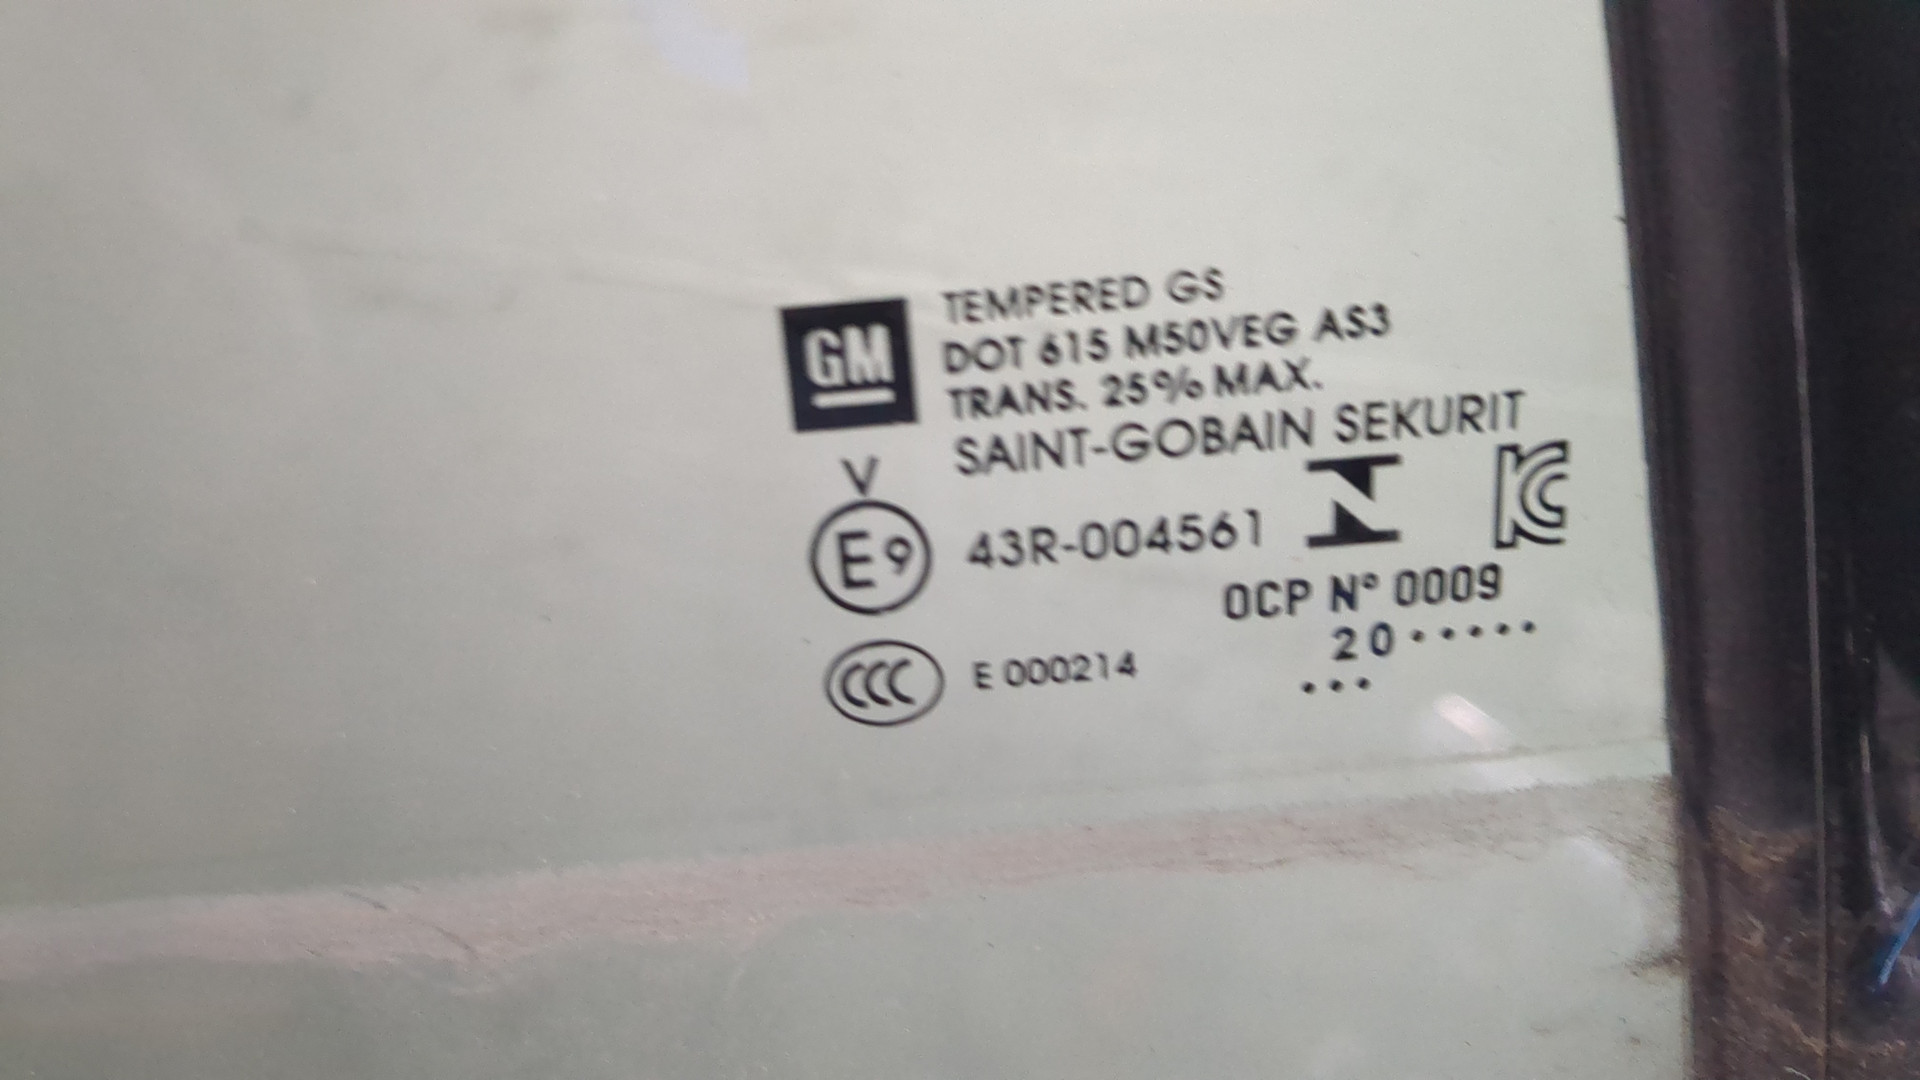 GM
TEMPERED GS
DOT 615 M50VEG AS3
TRANS. 25% MAX.
SAINT-GOBAIN SEKURIT
V
E9 43R-004561
KC
OCP N° 0009
20.....
...
CCC E 000214